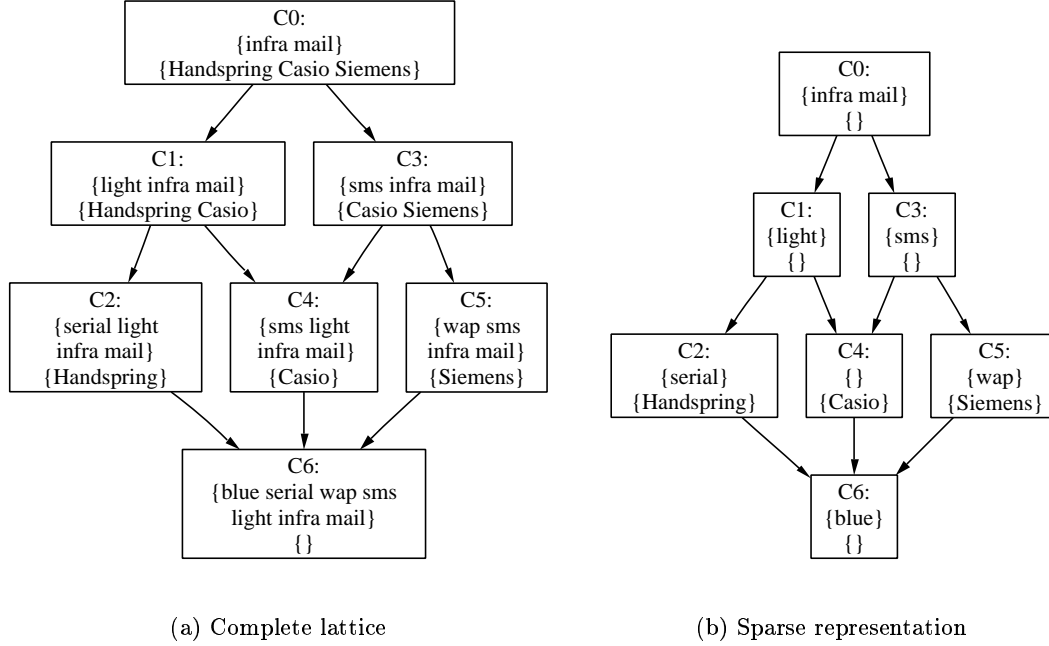 C0:
{infra mail}
{Handspring Casio Siemens}
C1:
{light infra mail}
{Handspring Casio}
C3:
{sms infra mail}
{Casio Siemens}
C2:
{serial light
infra mail}
{Handspring}
C4:
{sms light
infra mail}
{Casio}
C5:
{wap sms
infra mail}
{Siemens}
C6:
{blue serial wap sms
light infra mail}
{}
(a) Complete lattice
C0:
{infra mail}
{}
C1:
{light}
{}
C3:
{sms}
{}
C2:
{serial}
{Handspring}
C4:
{}
{Casio}
C5:
{wap}
{Siemens}
C6:
{blue}
{}
(b) Sparse representation